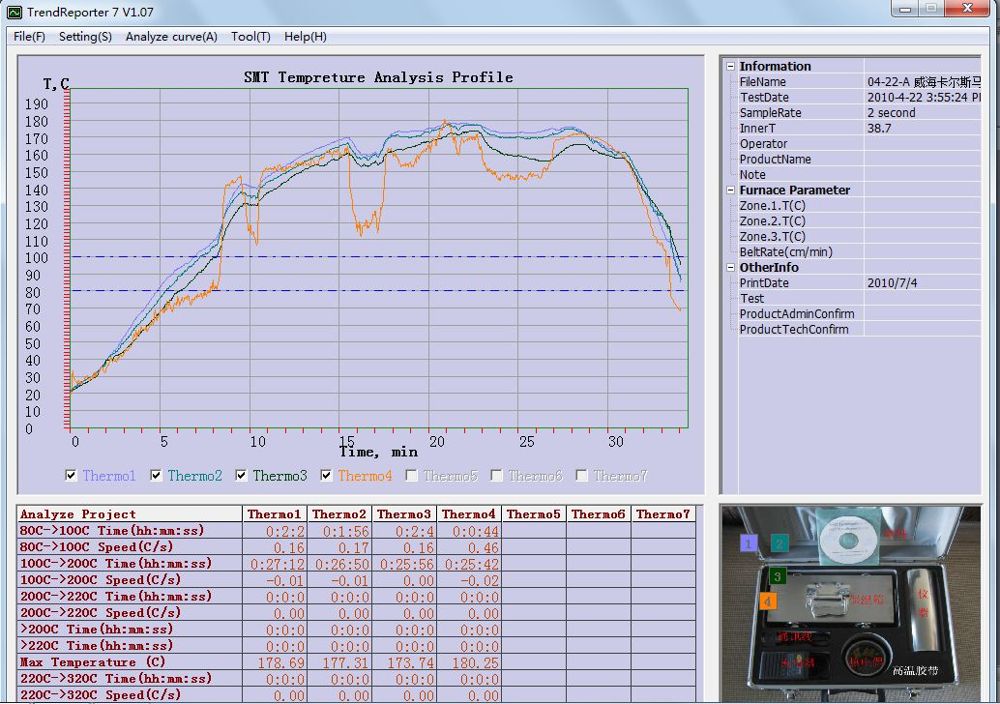 TrendReporter 7 V1.07
File(F) Setting(S) Analyze curve(A) Tool(T) Help(H)
SMT Tempreture Analysis Profile
T,C
190
180
170
160
150
140
130
120
110
100
90
80
70
60
50
40
30
20
10
0
0 5 10 15 20 25 30
Time, min
Thermo1 Thermo2 Thermo3 Thermo4 Thermo5 Thermo6 Thermo7
Information
FileName 04-22-A 威海卡尔斯马
TestDate 2010-4-22 3:55:24
SampleRate 2 second
InnerT 38.7
Operator
ProductName
Note
Furnace Parameter
Zone.1.T(C)
Zone.2.T(C)
Zone.3.T(C)
BeltRate(cm/min)
OtherInfo
PrintDate 2010/7/4
Test
ProductAdminConfirm
ProductTechConfirm
Analyze Project Thermo1 Thermo2 Thermo3 Thermo4 Thermo5 Thermo6 Thermo7
80C->100C Time(hh:mm:ss) 0:2:2 0:1:56 0:2:4 0:0:44
80C->100C Speed(C/s) 0.16 0.17 0.16 0.46
100C->200C Time(hh:mm:ss) 0:27:12 0:26:50 0:25:56 0:25:42
100C->200C Speed(C/s) -0.01 -0.01 0.00 -0.02
200C->220C Time(hh:mm:ss) 0:0:0 0:0:0 0:0:0 0:0:0
200C->220C Speed(C/s) 0.00 0.00 0.00 0.00
>200C Time(hh:mm:ss) 0:0:0 0:0:0 0:0:0 0:0:0
>220C Time(hh:mm:ss) 0:0:0 0:0:0 0:0:0 0:0:0
Max Temperature (C) 178.69 177.31 173.74 180.25
220C->320C Time(hh:mm:ss) 0:0:0 0:0:0 0:0:0 0:0:0
220C->320C Speed(C/s) 0.00 0.00 0.00 0.00
1 2
3
4 保温箱
仪器
通讯线
热电偶
高温胶带